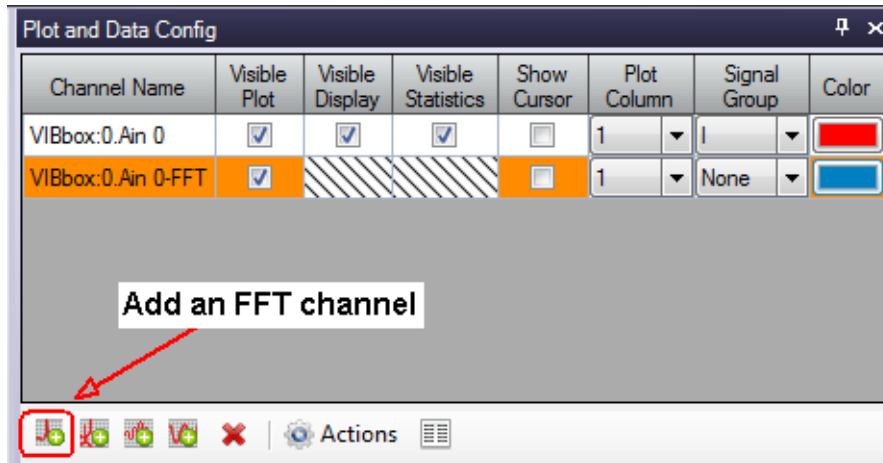 Plot and Data Config
Channel Name Visible Plot Visible Display Visible Statistics Show Cursor Plot Column Signal Group Color
VIBbox:0.Ain 0 1 I
VIBbox:0.Ain 0-FFT 1 None
Add an FFT channel
Actions